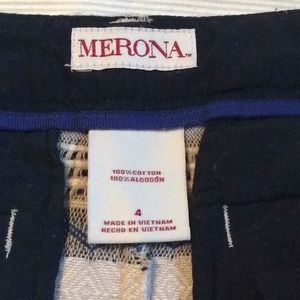 MERONA™
100% COTTON
100% ALGODÓN
4
MADE IN VIETNAM
HECHO EN VIETNAM